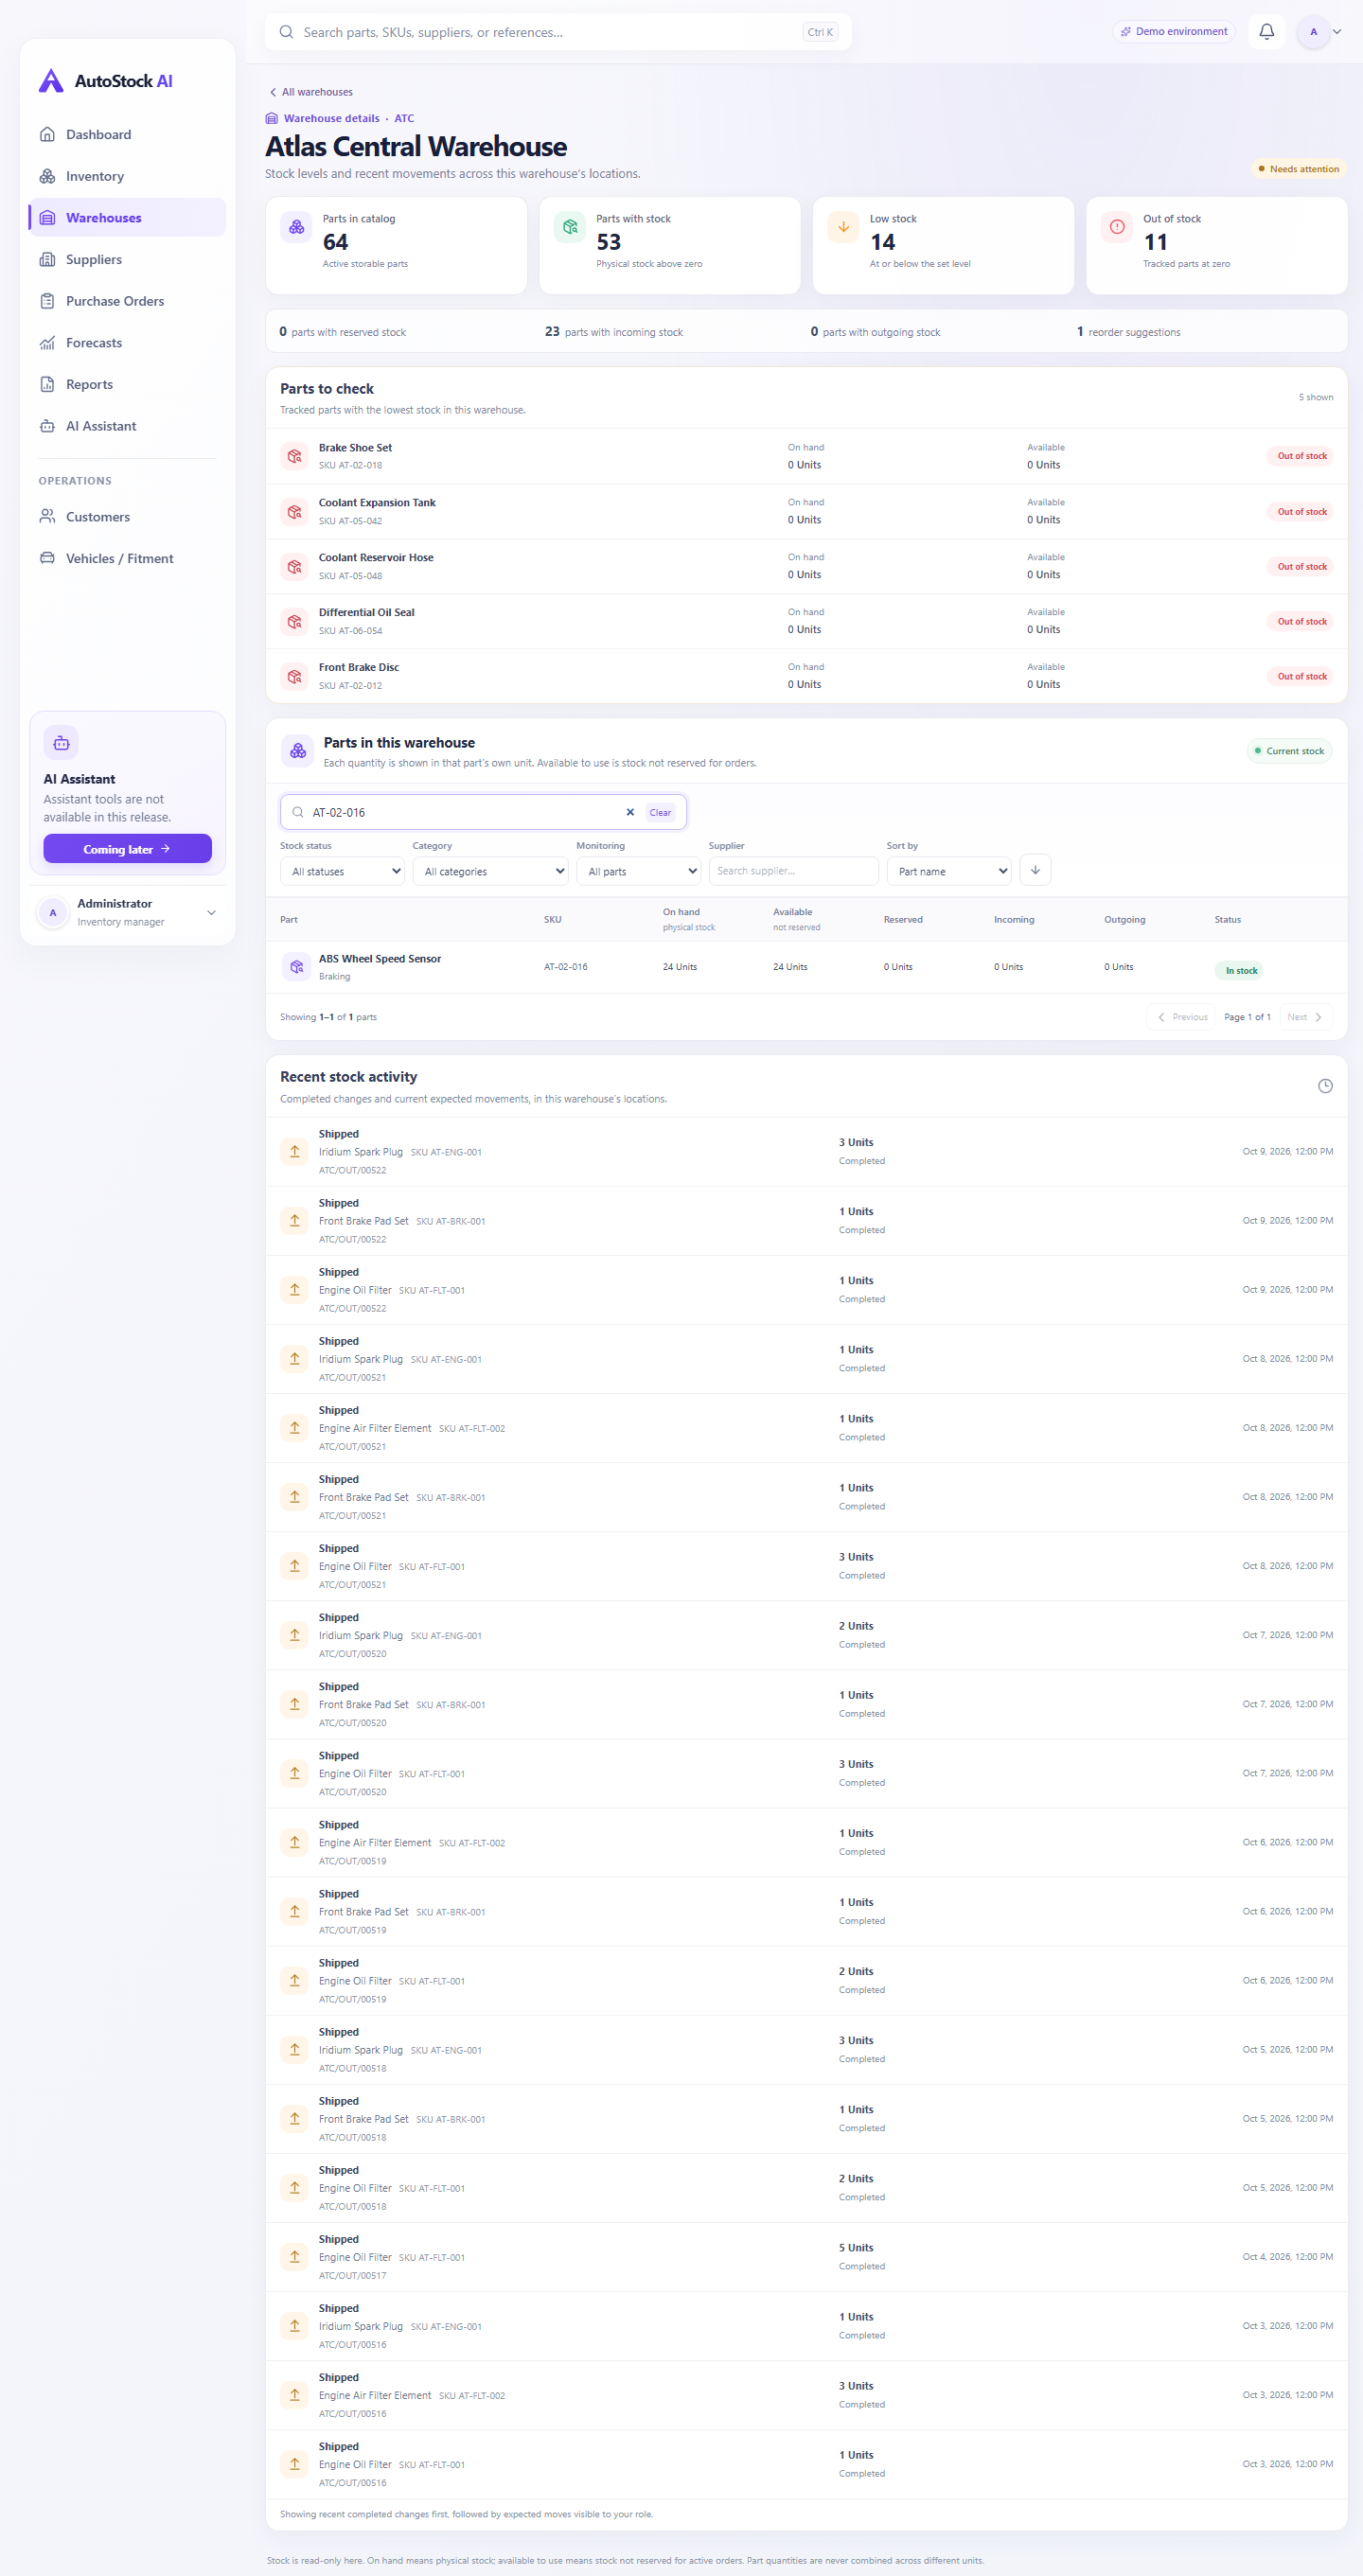 AutoStock AI
Dashboard
Inventory
Warehouses
Suppliers
Purchase Orders
Forecasts
Reports
AI Assistant
OPERATIONS
Customers
Vehicles / Fitment
AI Assistant
Assistant tools are not
available in this release.
Coming later
A
Administrator
Inventory manager
Search parts, SKUs, suppliers, or references...
Ctrl K
Demo environment
A
All warehouses
Warehouse details · ATC
Atlas Central Warehouse
Stock levels and recent movements across this warehouse's locations.
Needs attention
Parts in catalog
64
Active storable parts
Parts with stock
53
Physical stock above zero
Low stock
14
At or below the set level
Out of stock
11
Tracked parts at zero
0 parts with reserved stock
23 parts with incoming stock
0 parts with outgoing stock
1 reorder suggestions
Parts to check
Tracked parts with the lowest stock in this warehouse.
5 shown
Brake Shoe Set
SKU AT-02-018
On hand
0 Units
Available
0 Units
Out of stock
Coolant Expansion Tank
SKU AT-05-042
On hand
0 Units
Available
0 Units
Out of stock
Coolant Reservoir Hose
SKU AT-05-048
On hand
0 Units
Available
0 Units
Out of stock
Differential Oil Seal
SKU AT-06-054
On hand
0 Units
Available
0 Units
Out of stock
Front Brake Disc
SKU AT-02-012
On hand
0 Units
Available
0 Units
Out of stock
Parts in this warehouse
Each quantity is shown in that part's own unit. Available to use is stock not reserved for orders.
Current stock
AT-02-016
Clear
Stock status
All statuses
Category
All categories
Monitoring
All parts
Supplier
Search supplier...
Sort by
Part name
Part
SKU
On hand
physical stock
Available
not reserved
Reserved
Incoming
Outgoing
Status
ABS Wheel Speed Sensor
Braking
AT-02-016
24 Units
24 Units
0 Units
0 Units
0 Units
In stock
Showing 1–1 of 1 parts
Previous
Page 1 of 1
Next
Recent stock activity
Completed changes and current expected movements, in this warehouse's locations.
Shipped
Iridium Spark Plug SKU AT-ENG-001
ATC/OUT/00522
3 Units
Completed
Oct 9, 2026, 12:00 PM
Shipped
Front Brake Pad Set SKU AT-BRK-001
ATC/OUT/00522
1 Units
Completed
Oct 9, 2026, 12:00 PM
Shipped
Engine Oil Filter SKU AT-FLT-001
ATC/OUT/00522
1 Units
Completed
Oct 9, 2026, 12:00 PM
Shipped
Iridium Spark Plug SKU AT-ENG-001
ATC/OUT/00521
1 Units
Completed
Oct 8, 2026, 12:00 PM
Shipped
Engine Air Filter Element SKU AT-FLT-002
ATC/OUT/00521
1 Units
Completed
Oct 8, 2026, 12:00 PM
Shipped
Front Brake Pad Set SKU AT-BRK-001
ATC/OUT/00521
1 Units
Completed
Oct 8, 2026, 12:00 PM
Shipped
Engine Oil Filter SKU AT-FLT-001
ATC/OUT/00521
3 Units
Completed
Oct 8, 2026, 12:00 PM
Shipped
Iridium Spark Plug SKU AT-ENG-001
ATC/OUT/00520
2 Units
Completed
Oct 7, 2026, 12:00 PM
Shipped
Front Brake Pad Set SKU AT-BRK-001
ATC/OUT/00520
1 Units
Completed
Oct 7, 2026, 12:00 PM
Shipped
Engine Oil Filter SKU AT-FLT-001
ATC/OUT/00520
3 Units
Completed
Oct 7, 2026, 12:00 PM
Shipped
Engine Air Filter Element SKU AT-FLT-002
ATC/OUT/00519
1 Units
Completed
Oct 6, 2026, 12:00 PM
Shipped
Front Brake Pad Set SKU AT-BRK-001
ATC/OUT/00519
1 Units
Completed
Oct 6, 2026, 12:00 PM
Shipped
Engine Oil Filter SKU AT-FLT-001
ATC/OUT/00519
2 Units
Completed
Oct 6, 2026, 12:00 PM
Shipped
Iridium Spark Plug SKU AT-ENG-001
ATC/OUT/00518
3 Units
Completed
Oct 5, 2026, 12:00 PM
Shipped
Front Brake Pad Set SKU AT-BRK-001
ATC/OUT/00518
1 Units
Completed
Oct 5, 2026, 12:00 PM
Shipped
Engine Oil Filter SKU AT-FLT-001
ATC/OUT/00518
2 Units
Completed
Oct 5, 2026, 12:00 PM
Shipped
Engine Oil Filter SKU AT-FLT-001
ATC/OUT/00517
5 Units
Completed
Oct 4, 2026, 12:00 PM
Shipped
Iridium Spark Plug SKU AT-ENG-001
ATC/OUT/00516
1 Units
Completed
Oct 3, 2026, 12:00 PM
Shipped
Engine Air Filter Element SKU AT-FLT-002
ATC/OUT/00516
3 Units
Completed
Oct 3, 2026, 12:00 PM
Shipped
Engine Oil Filter SKU AT-FLT-001
ATC/OUT/00516
1 Units
Completed
Oct 3, 2026, 12:00 PM
Showing recent completed changes first, followed by expected moves visible to your role.
Stock is read-only here. On hand means physical stock; available to use means stock not reserved for active orders. Part quantities are never combined across different units.